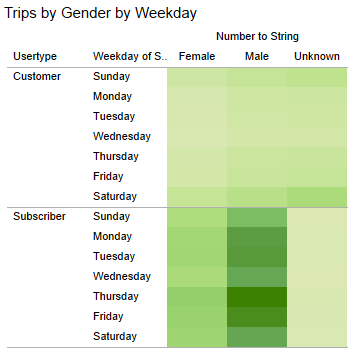 Trips by Gender by Weekday
Number to String
Usertype Weekday of S.. Female Male Unknown
Customer Sunday
Monday
Tuesday
Wednesday
Thursday
Friday
Saturday
Subscriber Sunday
Monday
Tuesday
Wednesday
Thursday
Friday
Saturday